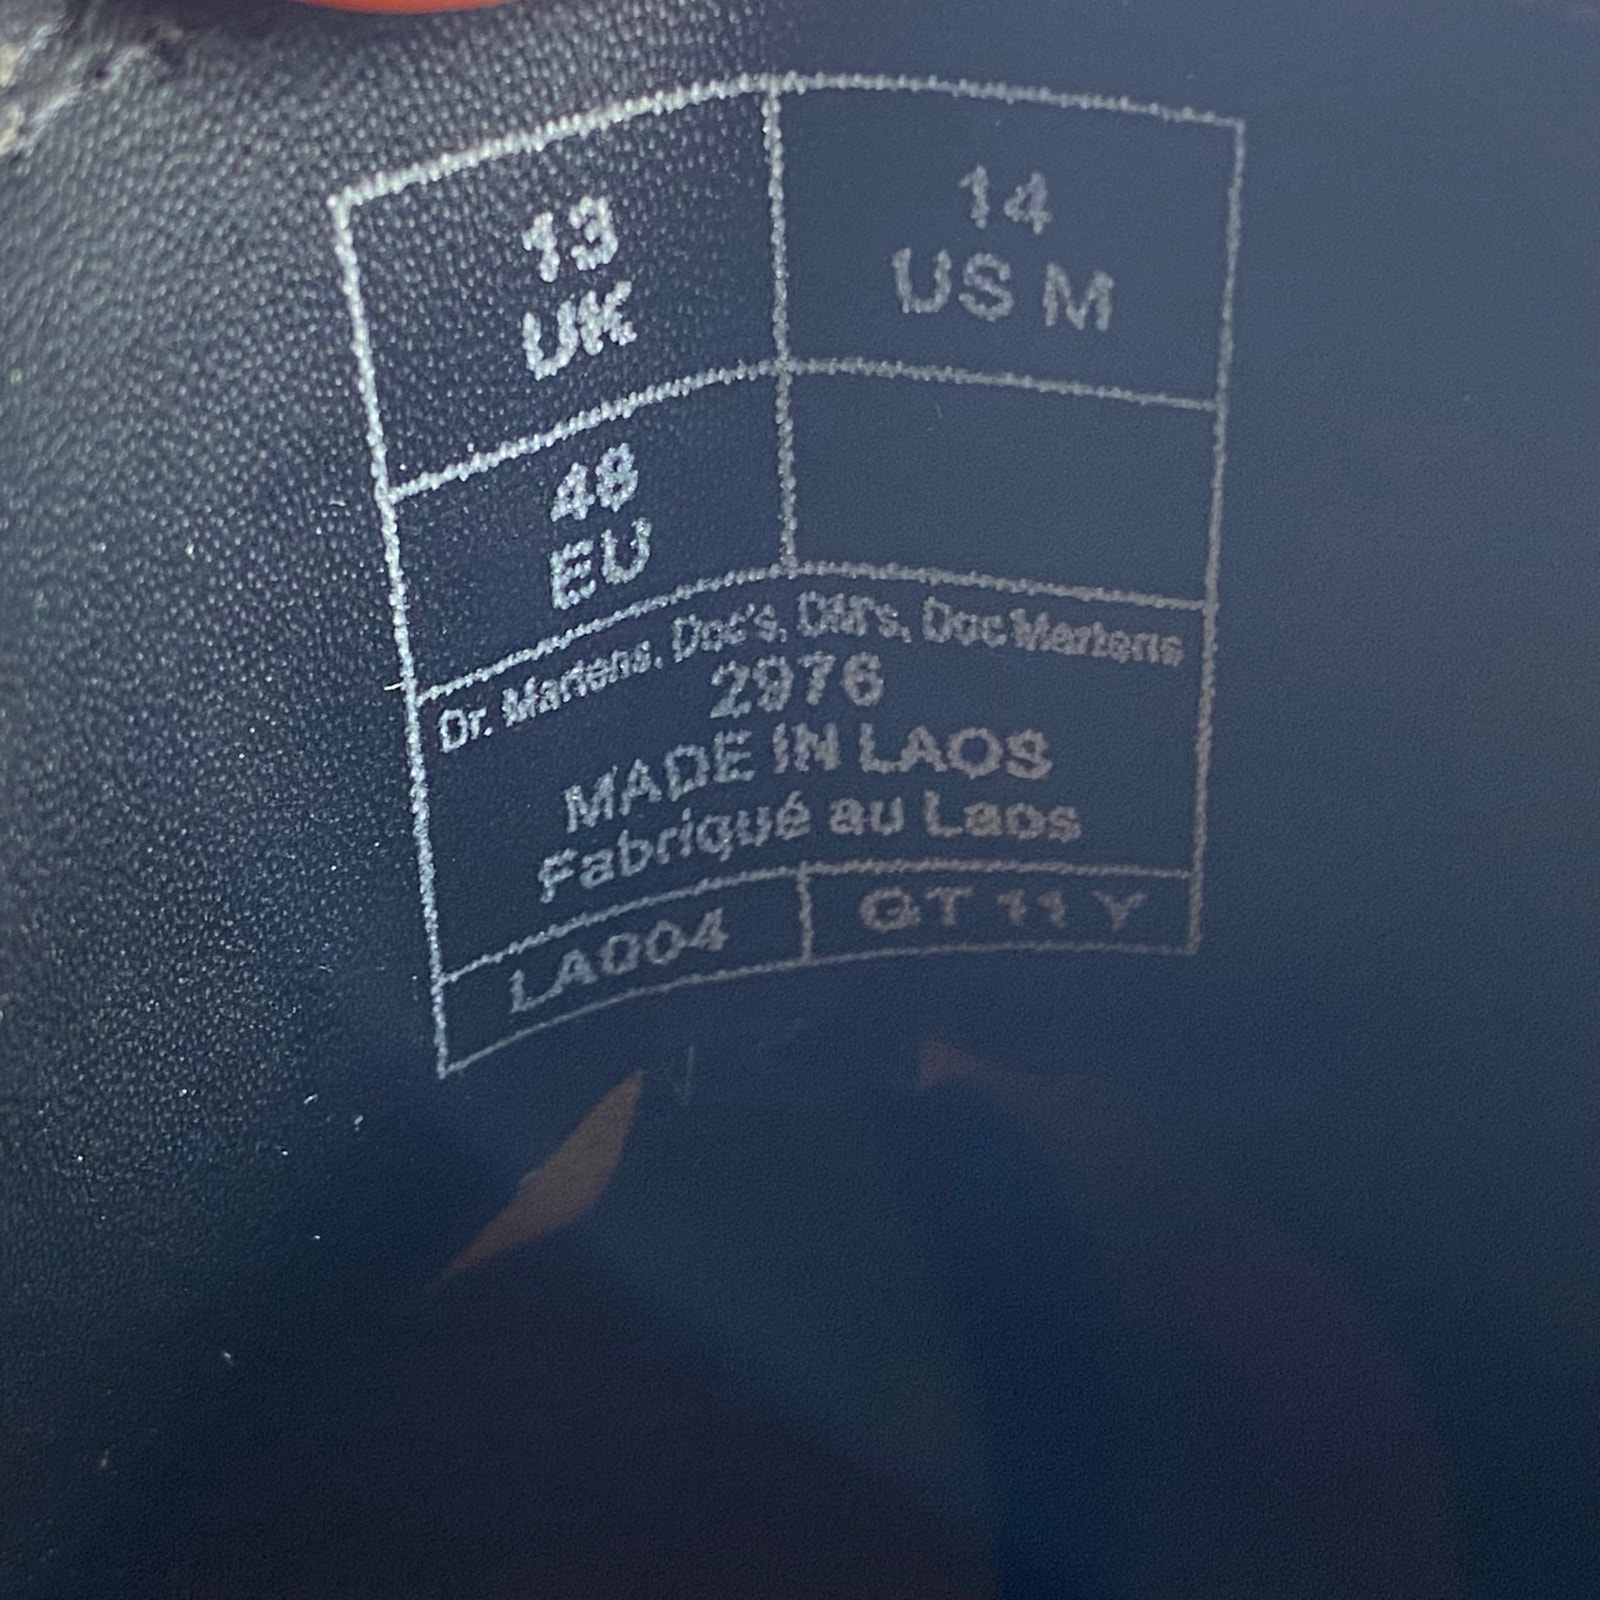 13
UK
14
US M
48
EU
Dr. Martens, Doc's, DM's, Doc Martens
2976
MADE IN LAOS
Fabriqué au Laos
LA004
GT 11 Y